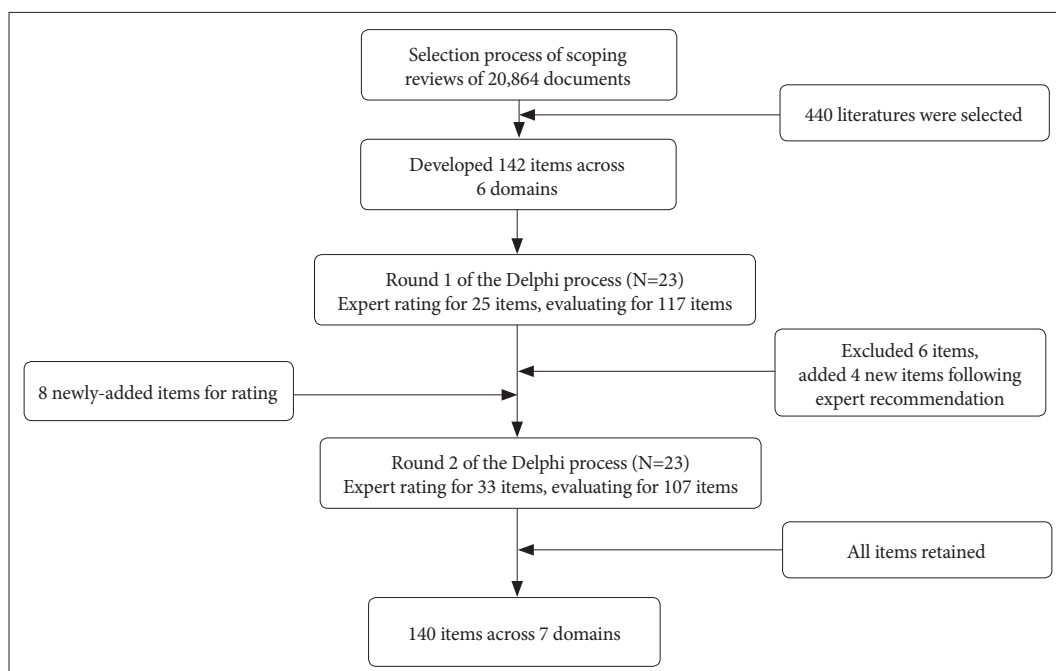 Selection process of scoping
reviews of 20,864 documents
440 literatures were selected
Developed 142 items across
6 domains
Round 1 of the Delphi process (N=23)
Expert rating for 25 items, evaluating for 117 items
8 newly-added items for rating
Excluded 6 items,
added 4 new items following
expert recommendation
Round 2 of the Delphi process (N=23)
Expert rating for 33 items, evaluating for 107 items
All items retained
140 items across 7 domains